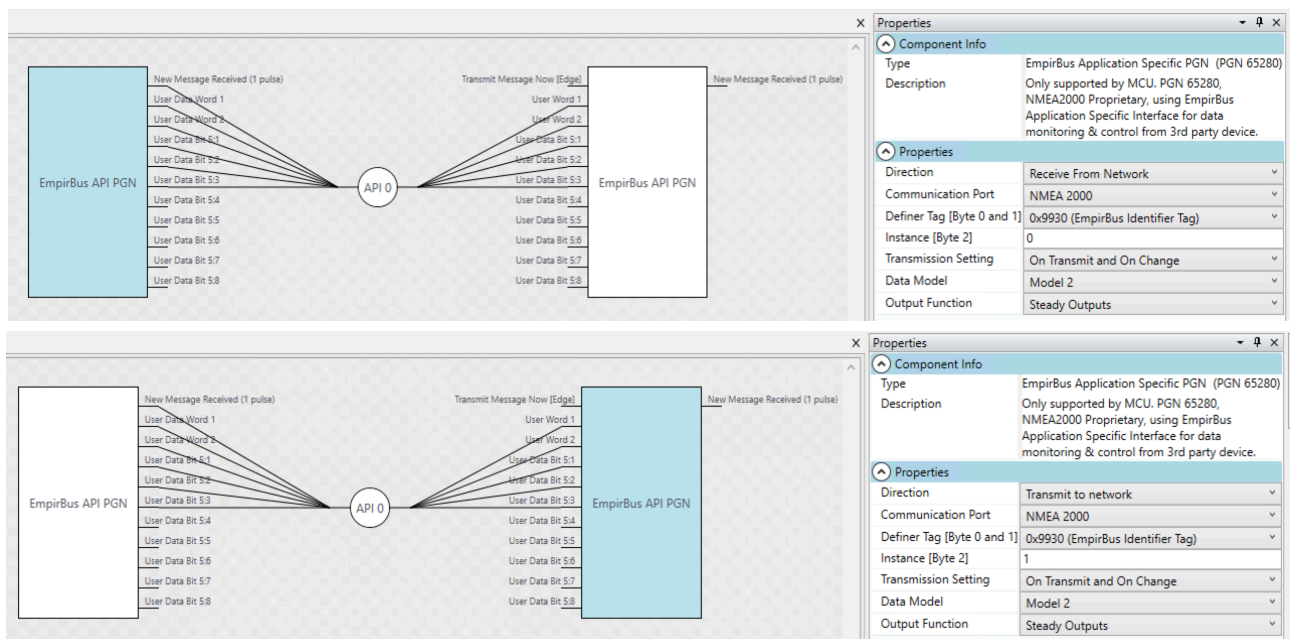 Properties
Component Info
New Message Received (1 pulse)
User Data Word 1
User Data Word 2
User Data Bit 5:1
User Data Bit 5:2
User Data Bit 5:3
User Data Bit 5:4
User Data Bit 5:5
User Data Bit 5:6
User Data Bit 5:7
User Data Bit 5:8
EmpirBus API PGN
API 0
Transmit Message Now [Edge]
User Word 1
User Word 2
User Data Bit 5:1
User Data Bit 5:2
User Data Bit 5:3
User Data Bit 5:4
User Data Bit 5:5
User Data Bit 5:6
User Data Bit 5:7
User Data Bit 5:8
EmpirBus API PGN
New Message Received (1 pulse)
Type EmpirBus Application Specific PGN (PGN 65280)
Description Only supported by MCU. PGN 65280,
NMEA2000 Proprietary, using EmpirBus
Application Specific Interface for data
monitoring & control from 3rd party device.
Properties
Direction Receive From Network
Communication Port NMEA 2000
Definer Tag [Byte 0 and 1] 0x9930 (EmpirBus Identifier Tag)
Instance [Byte 2] 0
Transmission Setting On Transmit and On Change
Data Model Model 2
Output Function Steady Outputs
Properties
Component Info
New Message Received (1 pulse)
User Data Word 1
User Data Word 2
User Data Bit 5:1
User Data Bit 5:2
User Data Bit 5:3
User Data Bit 5:4
User Data Bit 5:5
User Data Bit 5:6
User Data Bit 5:7
User Data Bit 5:8
EmpirBus API PGN
API 0
Transmit Message Now [Edge]
User Word 1
User Word 2
User Data Bit 5:1
User Data Bit 5:2
User Data Bit 5:3
User Data Bit 5:4
User Data Bit 5:5
User Data Bit 5:6
User Data Bit 5:7
User Data Bit 5:8
EmpirBus API PGN
New Message Received (1 pulse)
Type EmpirBus Application Specific PGN (PGN 65280)
Description Only supported by MCU. PGN 65280,
NMEA2000 Proprietary, using EmpirBus
Application Specific Interface for data
monitoring & control from 3rd party device.
Properties
Direction Transmit to network
Communication Port NMEA 2000
Definer Tag [Byte 0 and 1] 0x9930 (EmpirBus Identifier Tag)
Instance [Byte 2] 1
Transmission Setting On Transmit and On Change
Data Model Model 2
Output Function Steady Outputs